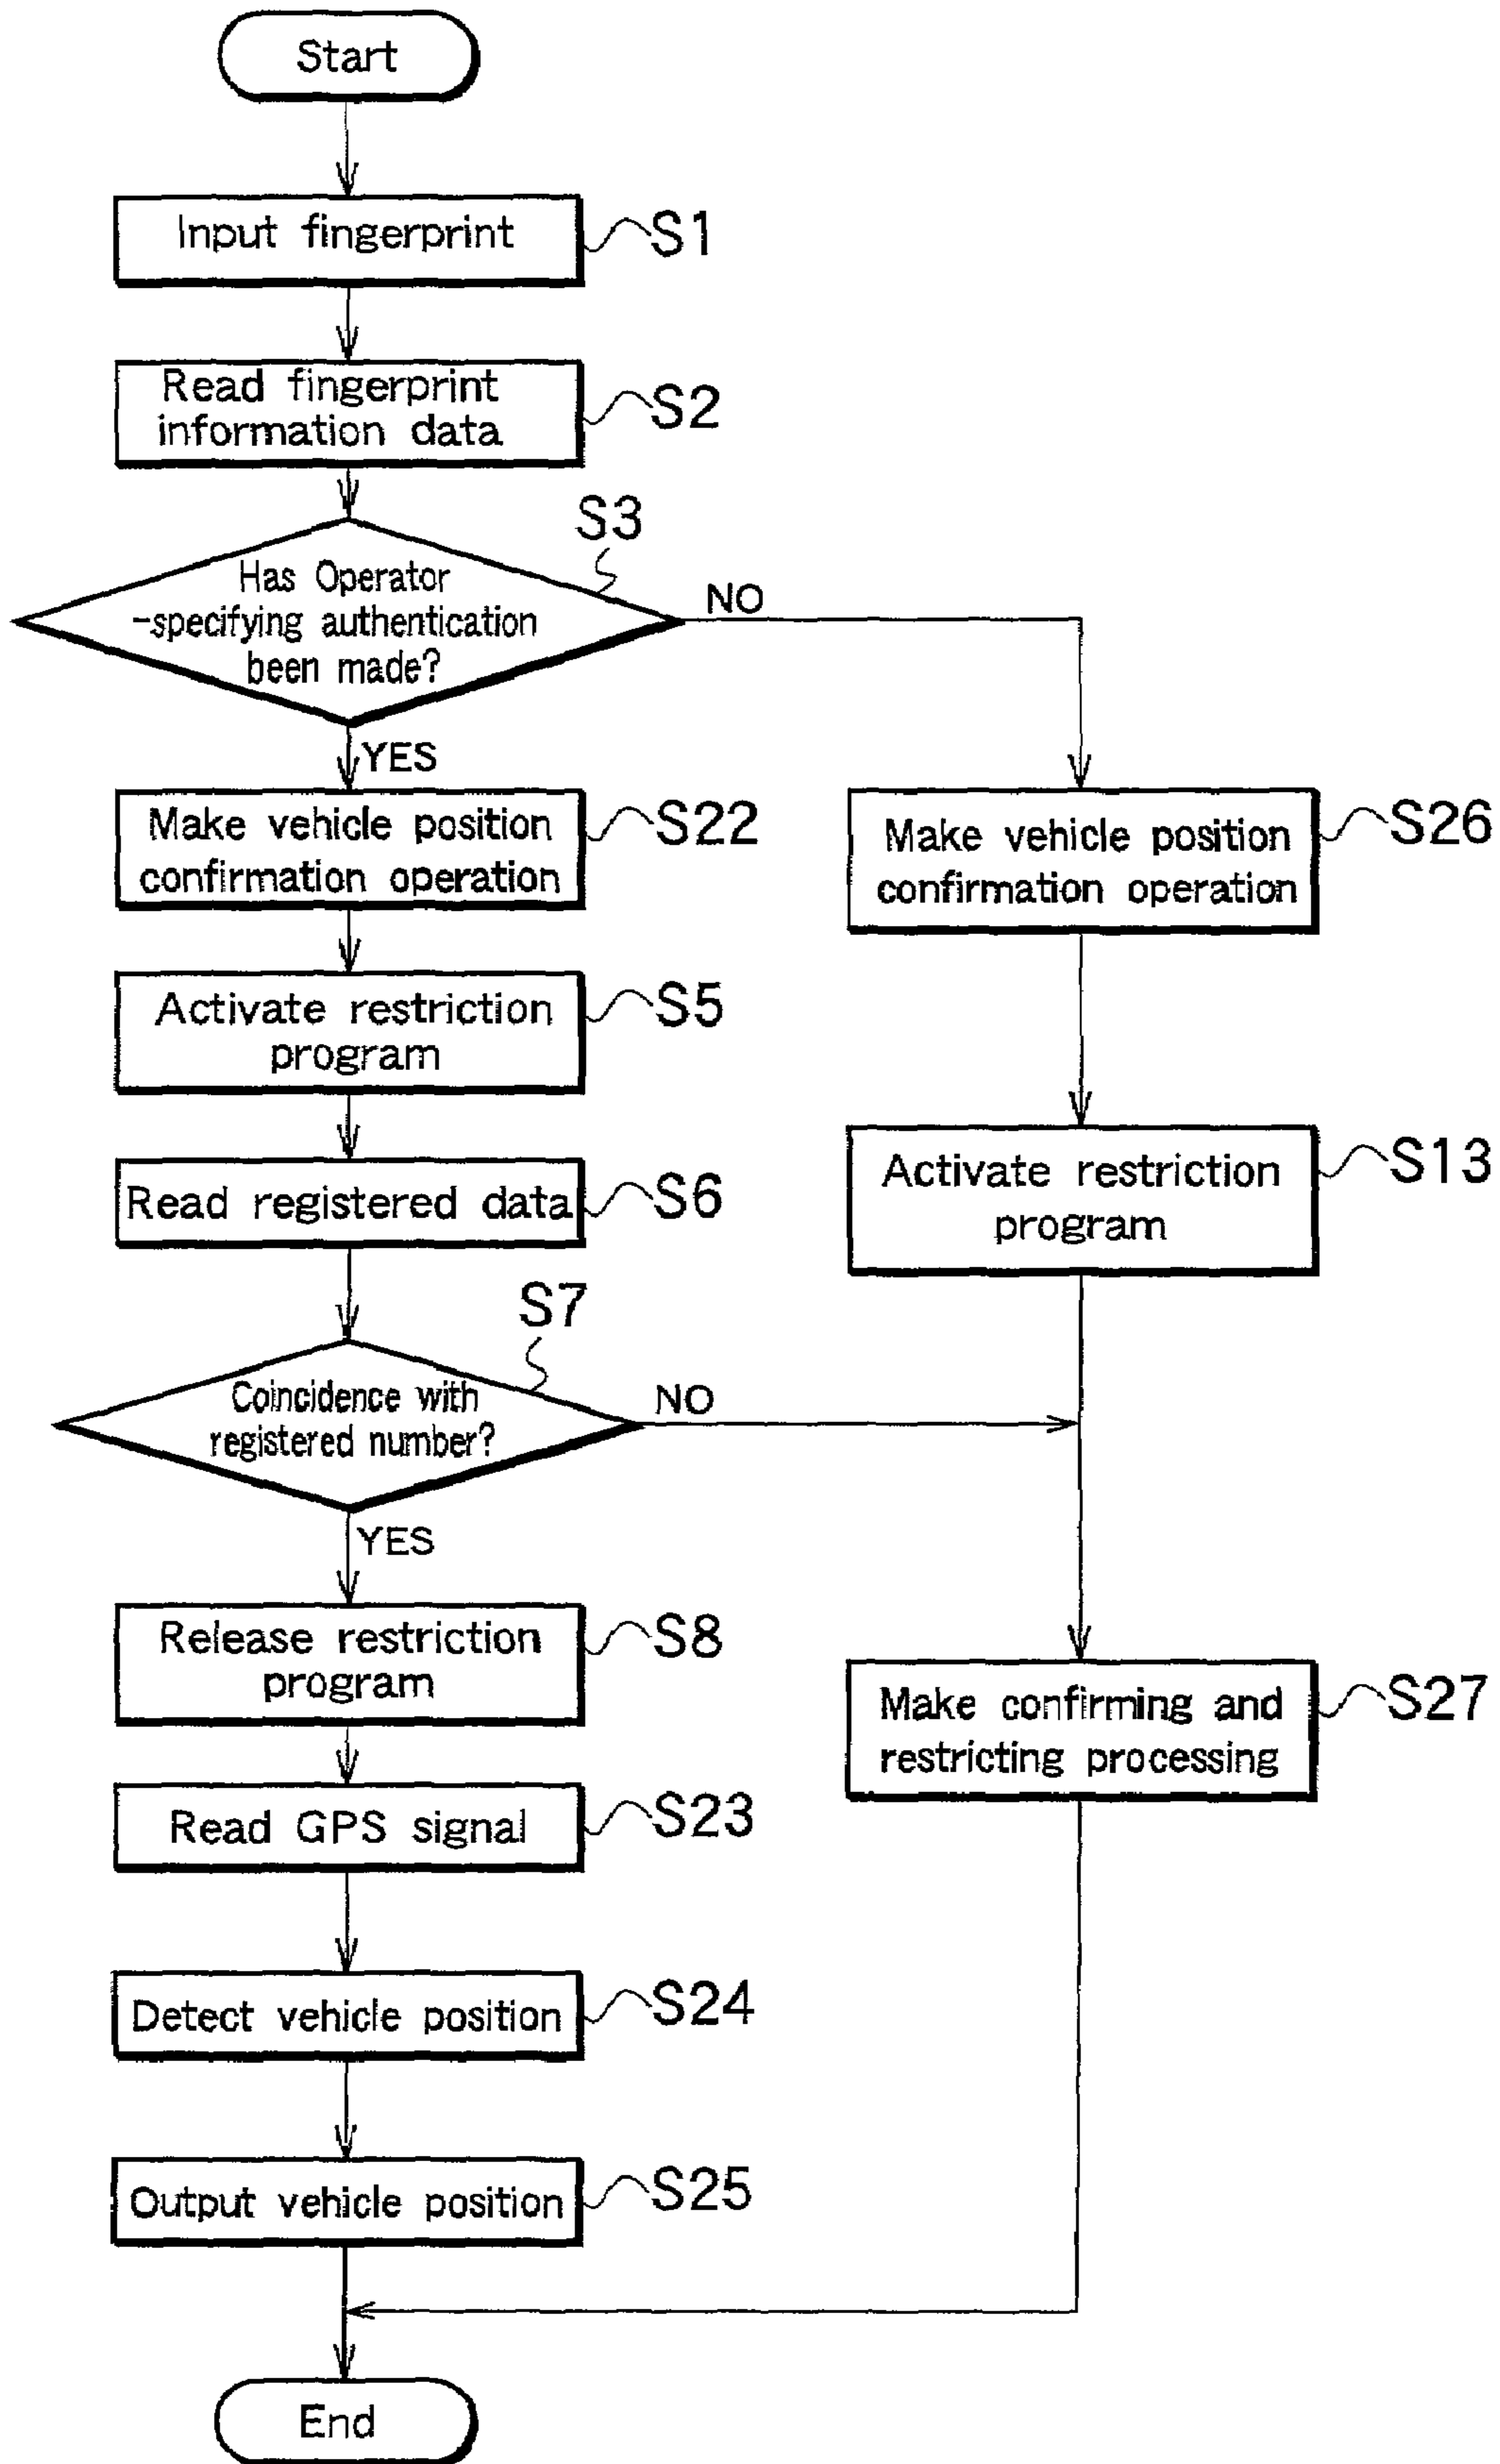 Start
Input fingerprint
S1
Read fingerprint
information data
S2
S3
Has Operator
-specifying authentication
been made?
NO
YES
Make vehicle position
confirmation operation
S22
Make vehicle position
confirmation operation
S26
Activate restriction
program
S5
Activate restriction
program
S13
Read registered data
S6
S7
Coincidence with
registered number?
NO
YES
Release restriction
program
S8
Make confirming and
restricting processing
S27
Read GPS signal
S23
Detect vehicle position
S24
Output vehicle position
S25
End